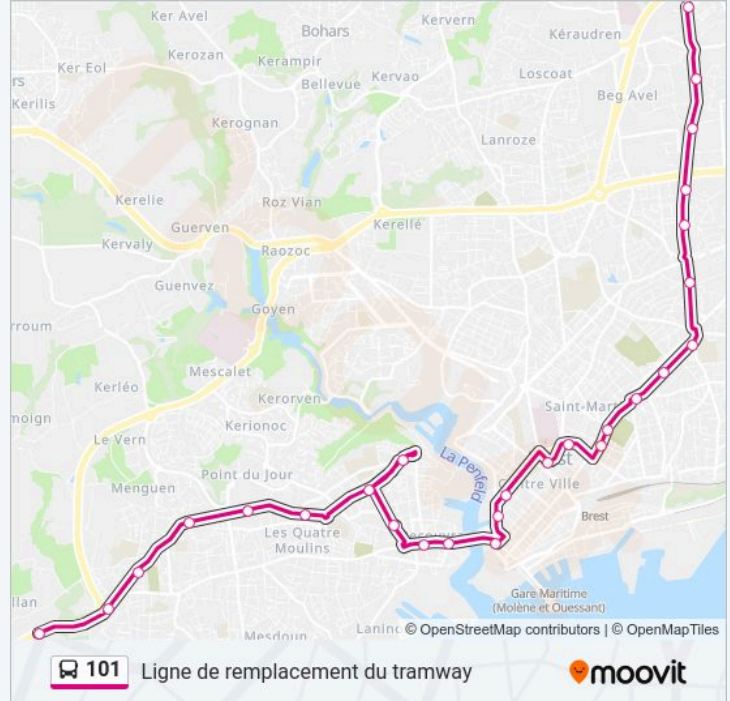 Ker Avel
Bohars
Kervern
Kéraudren
Kerozan
Kerampir
Ker Eol
Bellevue
Kervao
Loscoat
Kerilis
Beg Avel
Kerognan
Lanroze
Kerelie
Roz Vian
Guerven
Kerellé
Kervaly
Raozoc
Guenvez
Goyen
rroum
Mescalet
Kerléo
Kerorven
moign
Kerionoc
Saint-Mar
Le Vern
La Penfeld
st
Point du Jour
Menguen
entre Ville
Les Quatre
Moulins
Brest
Gare Maritime
(Molène et Ouessant)
llan
Mesdoun
Laninc
© OpenStreetMap contributors | © OpenMapTiles
101 Ligne de remplacement du tramway
moovit